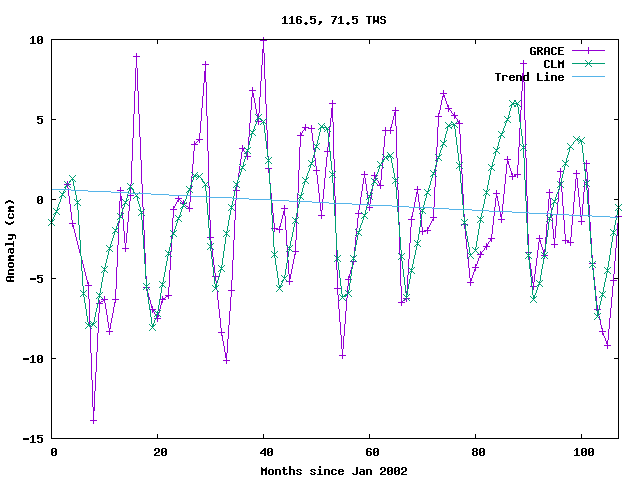 116.5, 71.5 TWS
GRACE
CLM
Trend Line
10
5
0
-5
-10
-15
Anomaly (cm)
0 20 40 60 80 100
Months since Jan 2002